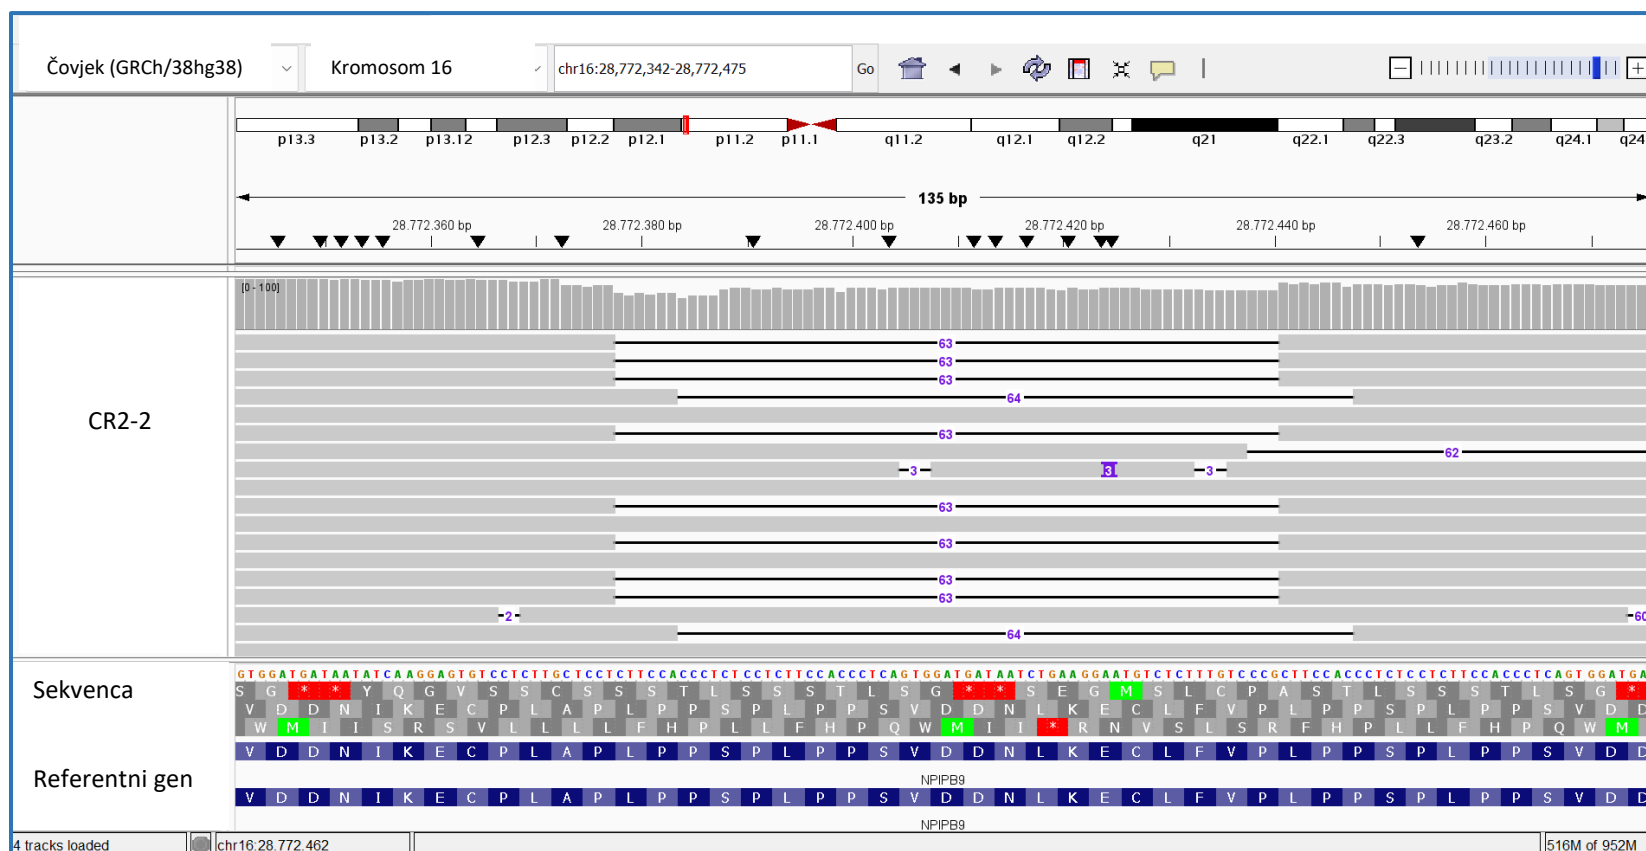 Čovjek (GRCh/38hg38) Kromosom 16 chr16:28,772,342-28,772,475 Go
p13.3 p13.2 p13.12 p12.3 p12.2 p12.1 p11.2 p11.1 q11.2 q12.1 q12.2 q21 q22.1 q22.3 q23.2 q24.1 q24
135 bp
28.772.360 bp 28.772.380 bp 28.772.400 bp 28.772.420 bp 28.772.440 bp 28.772.460 bp
[0 - 100]
63
63
63
64
CR2-2
63
62
3 3 3
63
63
63
63
2 60
64
GTGGATGATAATATCAAGGAGTGTCCTCTTGCTCCTCTTCCACCCTCTCCTCTTCCACCCTCAGTGGATGATAATCTGAAGGAATGTCTCTTTGTCCCGCTTCCACCCTCTCCTCTTCCACCCTCAGTGGATGA
Sekvenca
S G * * Y Q G V S S C S S S T L S S S T L S G * * S E G M S L C P A S T L S S S T L S G *
V D D N I K E C P L A P L P P S P L P P S V D D N L K E C L F V P L P P S P L P P S V D D
W M I I S R S V L L L L F H P L L F H P Q W M I I * R N V S L S R F H P L L F H P Q W M
V D D N I K E C P L A P L P P S P L P P S V D D N L K E C L F V P L P P S P L P P S V D D
Referentni gen
NPIPB9
V D D N I K E C P L A P L P P S P L P P S V D D N L K E C L F V P L P P S P L P P S V D D
NPIPB9
4 tracks loaded chr16:28.772.462 516M of 952M